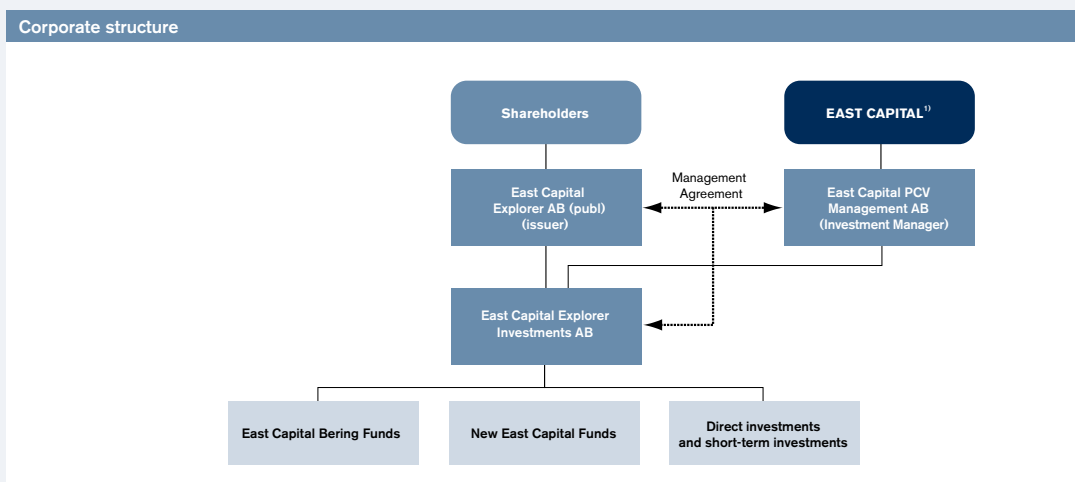 Corporate structure
Shareholders
EAST CAPITAL¹⁾
East Capital
Explorer AB (publ)
(issuer)
Management
Agreement
East Capital PCV
Management AB
(Investment Manager)
East Capital Explorer
Investments AB
East Capital Bering Funds
New East Capital Funds
Direct investments
and short-term investments